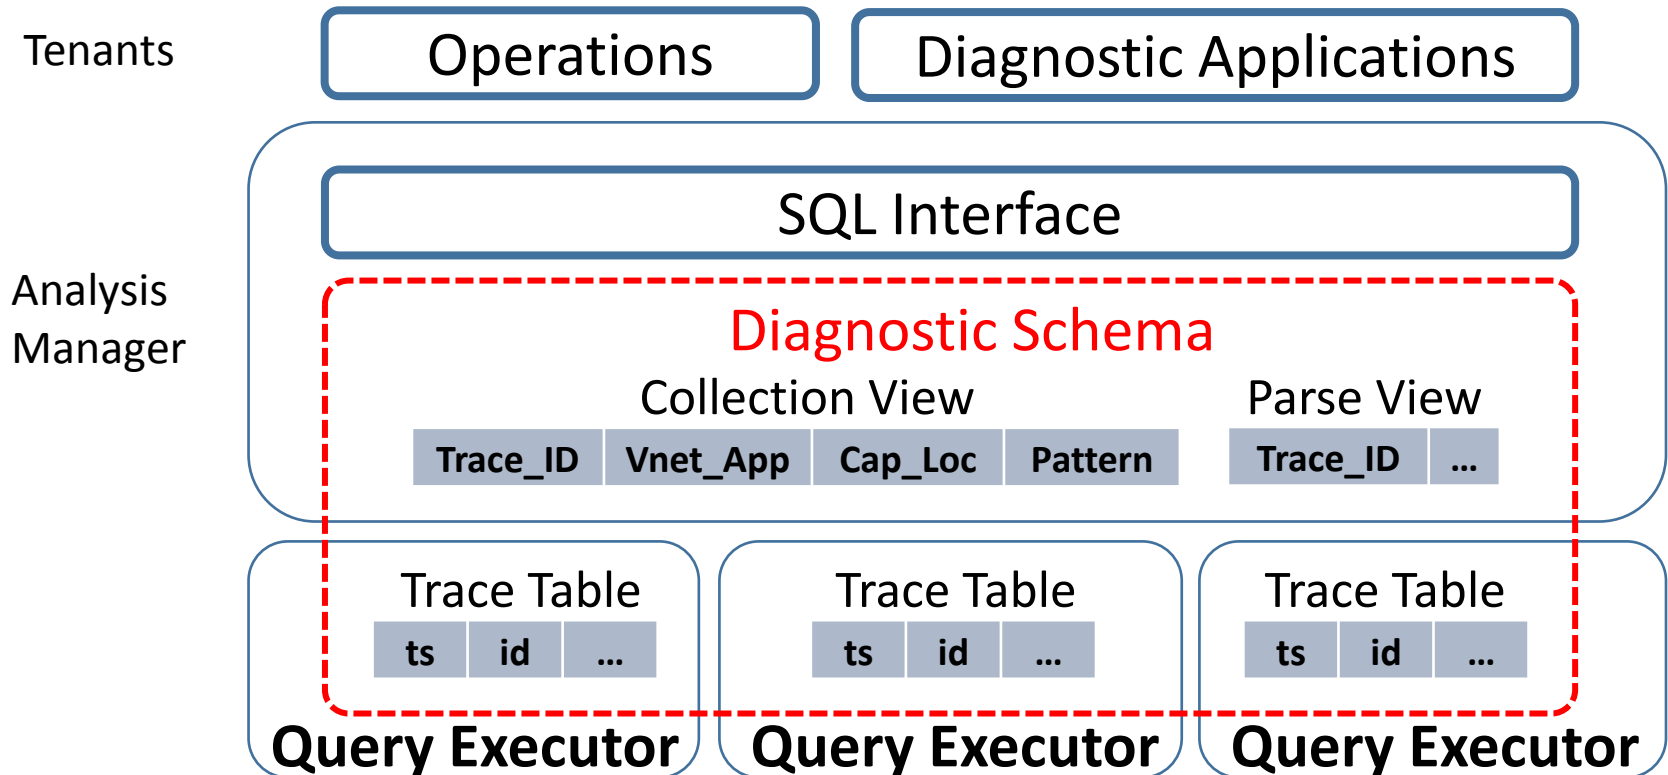 Tenants
Operations
Diagnostic Applications
SQL Interface
Analysis
Manager
Diagnostic Schema
Collection View
Parse View
Trace_ID Vnet_App Cap_Loc Pattern
Trace_ID ...
Trace Table
Trace Table
Trace Table
ts id ...
ts id ...
ts id ...
Query Executor
Query Executor
Query Executor